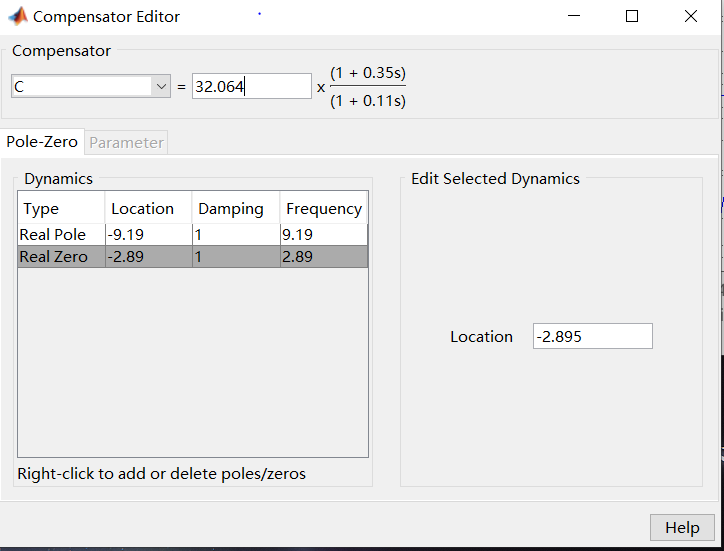 Compensator Editor
Compensator
C = 32.064 x (1 + 0.35s)
(1 + 0.11s)
Pole-Zero Parameter
Dynamics
Edit Selected Dynamics
Type Location Damping Frequency
Real Pole -9.19 1 9.19
Real Zero -2.89 1 2.89
Location -2.895
Right-click to add or delete poles/zeros
Help